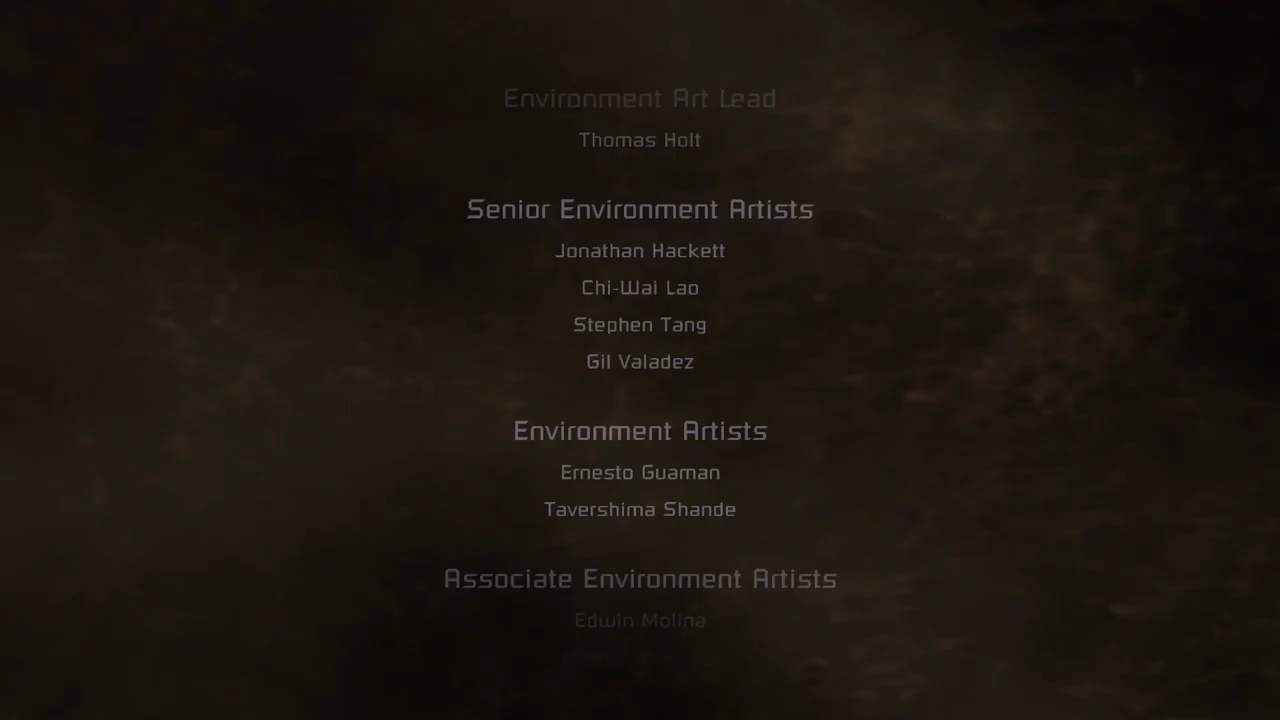 Environment Art Lead
Thomas Holt
Senior Environment Artists
Jonathan Hackett
Chi-Wai Lao
Stephen Tang
Gil Valadez
Environment Artists
Ernesto Guaman
Tavershima Shande
Associate Environment Artists
Edwin Molina